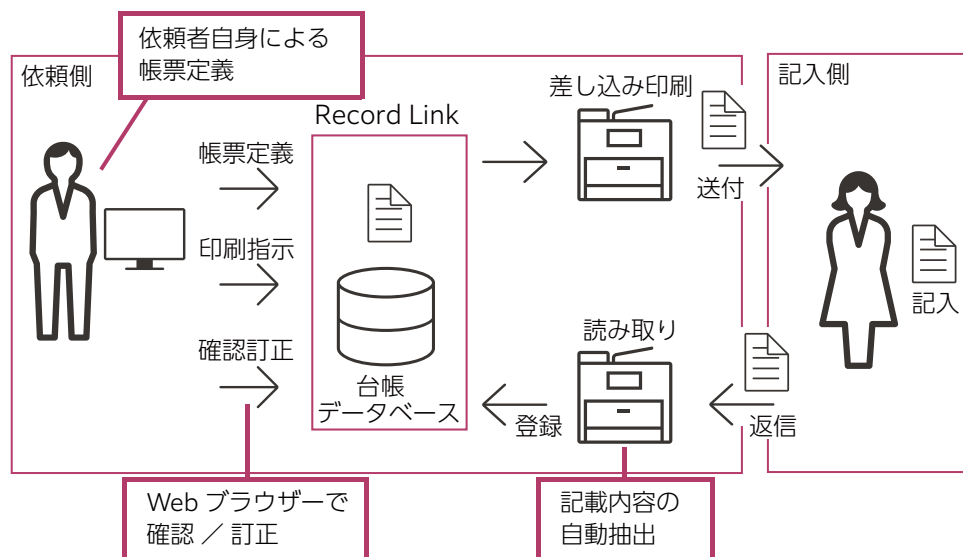 依頼者自身による
帳票定義
依頼側
記入側
差し込み印刷
Record Link
帳票定義
送付
印刷指示
記入
確認訂正
読み取り
台帳
データベース
登録
返信
Web ブラウザーで
確認 ／ 訂正
記載内容の
自動抽出